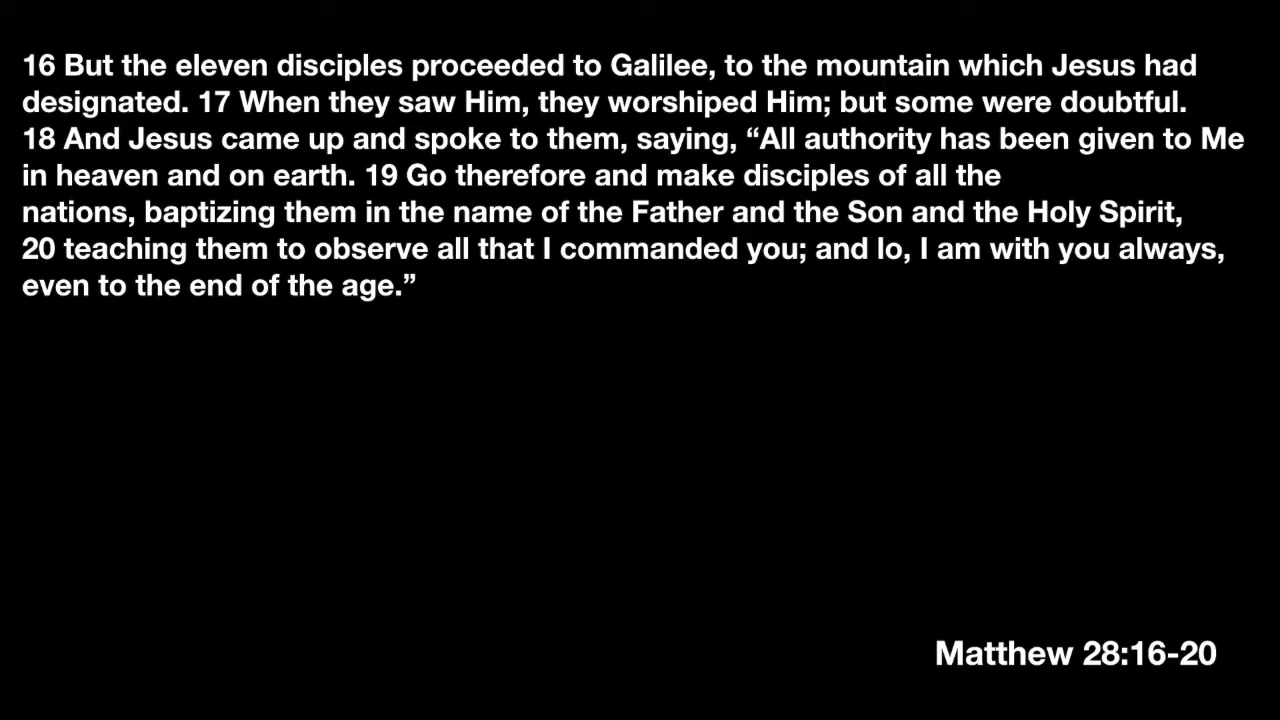 16 But the eleven disciples proceeded to Galilee, to the mountain which Jesus had
designated. 17 When they saw Him, they worshiped Him; but some were doubtful.
18 And Jesus came up and spoke to them, saying, “All authority has been given to Me
in heaven and on earth. 19 Go therefore and make disciples of all the
nations, baptizing them in the name of the Father and the Son and the Holy Spirit,
20 teaching them to observe all that I commanded you; and lo, I am with you always,
even to the end of the age.”
Matthew 28:16-20